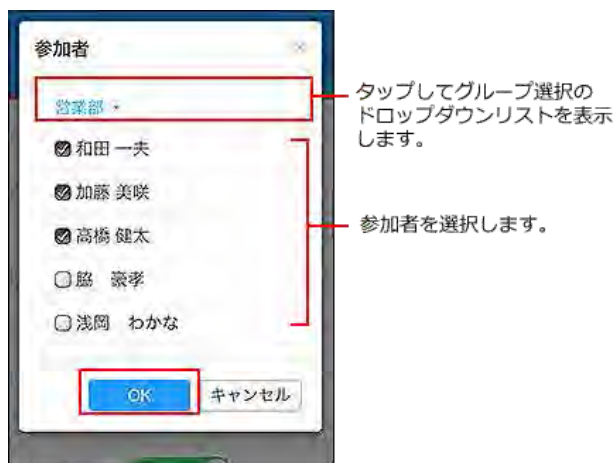 参加者
×
営業部
タップしてグループ選択の
ドロップダウンリストを表示
します。
和田 一夫
加藤 美咲
高橋 健太
脇 豪孝
浅岡 わかな
参加者を選択します。
OK
キャンセル